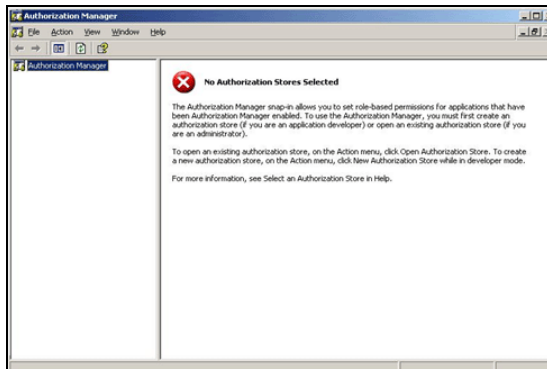 Authorization Manager
File Action View Window Help
Authorization Manager
No Authorization Stores Selected
The Authorization Manager snap-in allows you to set role-based permissions for applications that have
been Authorization Manager enabled. To use the Authorization Manager, you must first create an
authorization store (if you are an application developer) or open an existing authorization store (if you
are an administrator).
To open an existing authorization store, on the Action menu, click Open Authorization Store. To create
a new authorization store, on the Action menu, click New Authorization Store while in developer mode.
For more information, see Select an Authorization Store in Help.